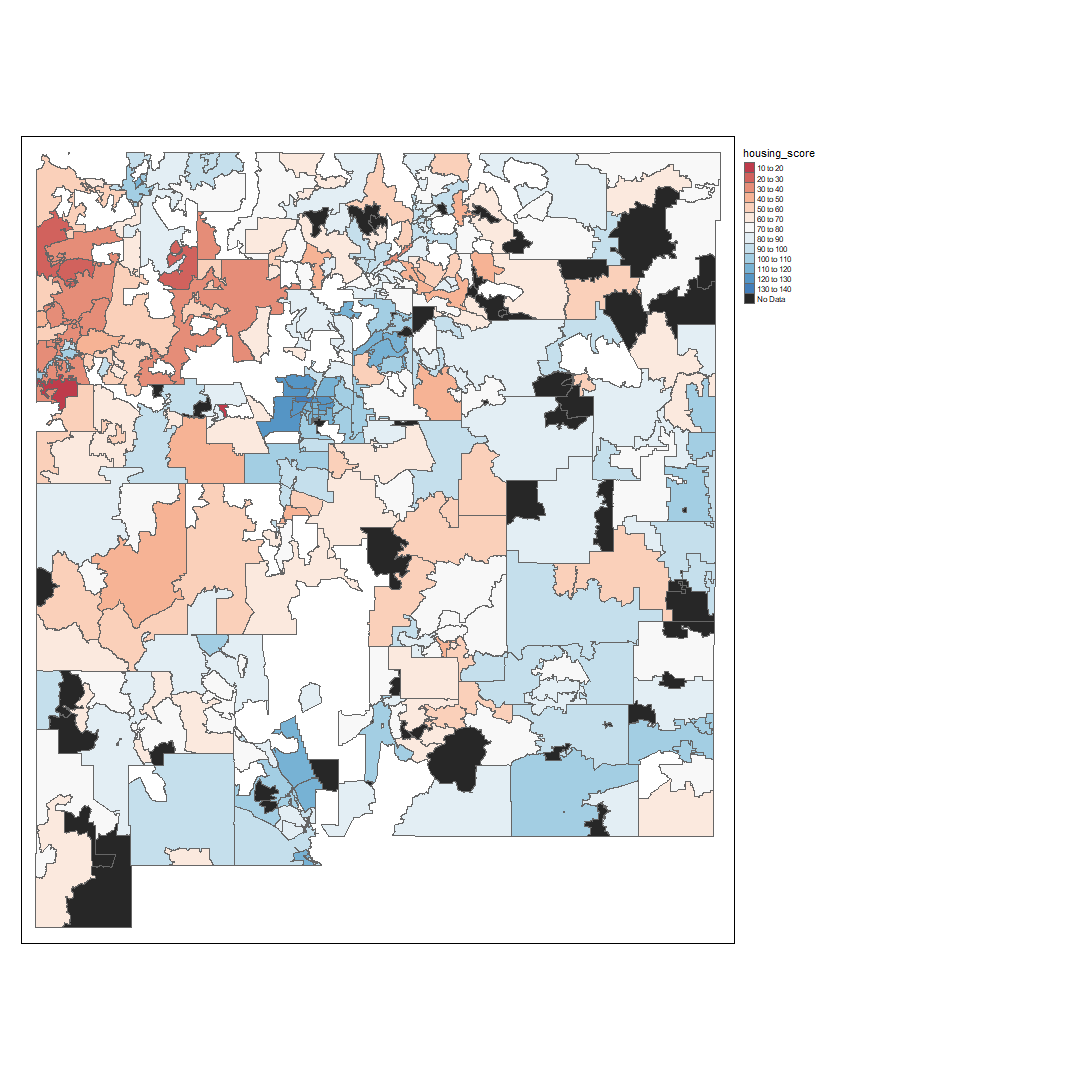 housing_score
10 to 20
20 to 30
30 to 40
40 to 50
50 to 60
60 to 70
70 to 80
80 to 90
90 to 100
100 to 110
110 to 120
120 to 130
130 to 140
No Data